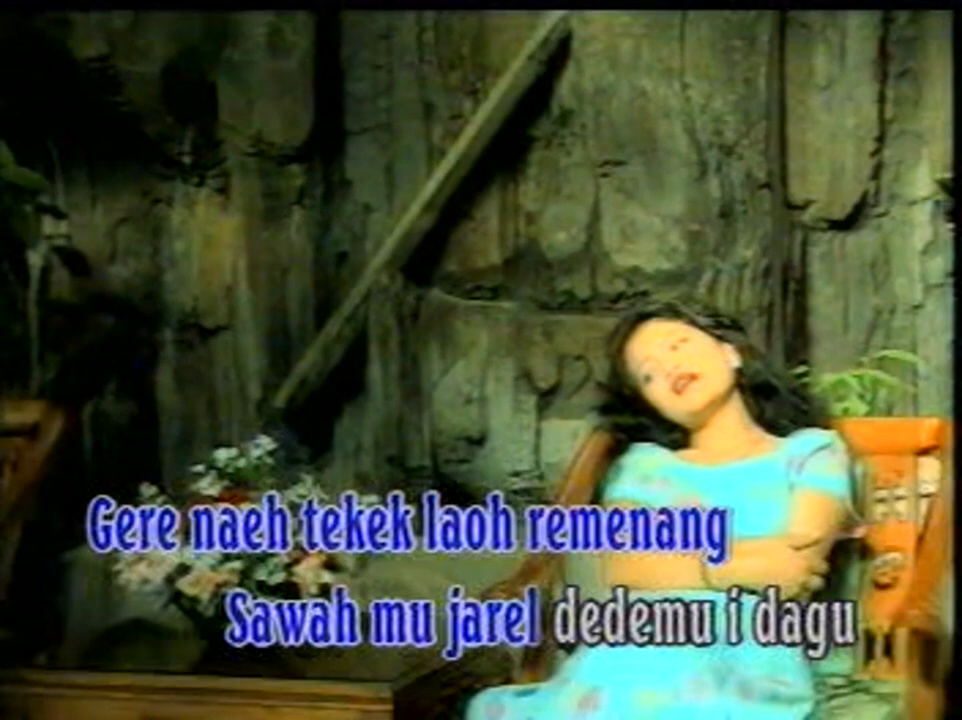 Gere naeh tekek laoh remenang
Sawah mu jarel dedemu i dagu